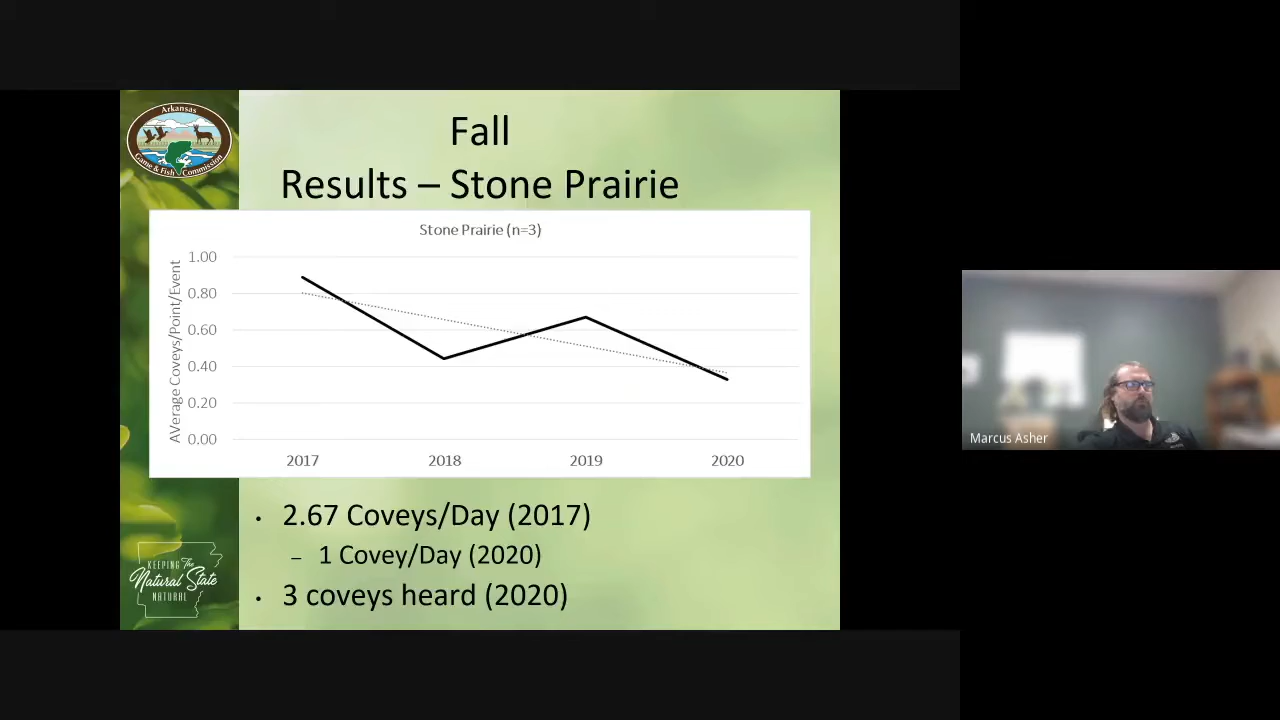 Arkansas
Game & Fish Commission
Fall
Results – Stone Prairie
Stone Prairie (n=3)
AVerage Coveys/Point/Event
1.00
0.80
0.60
0.40
0.20
0.00
2017 2018 2019 2020
• 2.67 Coveys/Day (2017)
– 1 Covey/Day (2020)
• 3 coveys heard (2020)
KEEPING The
Natural State
NATURAL
Marcus Asher